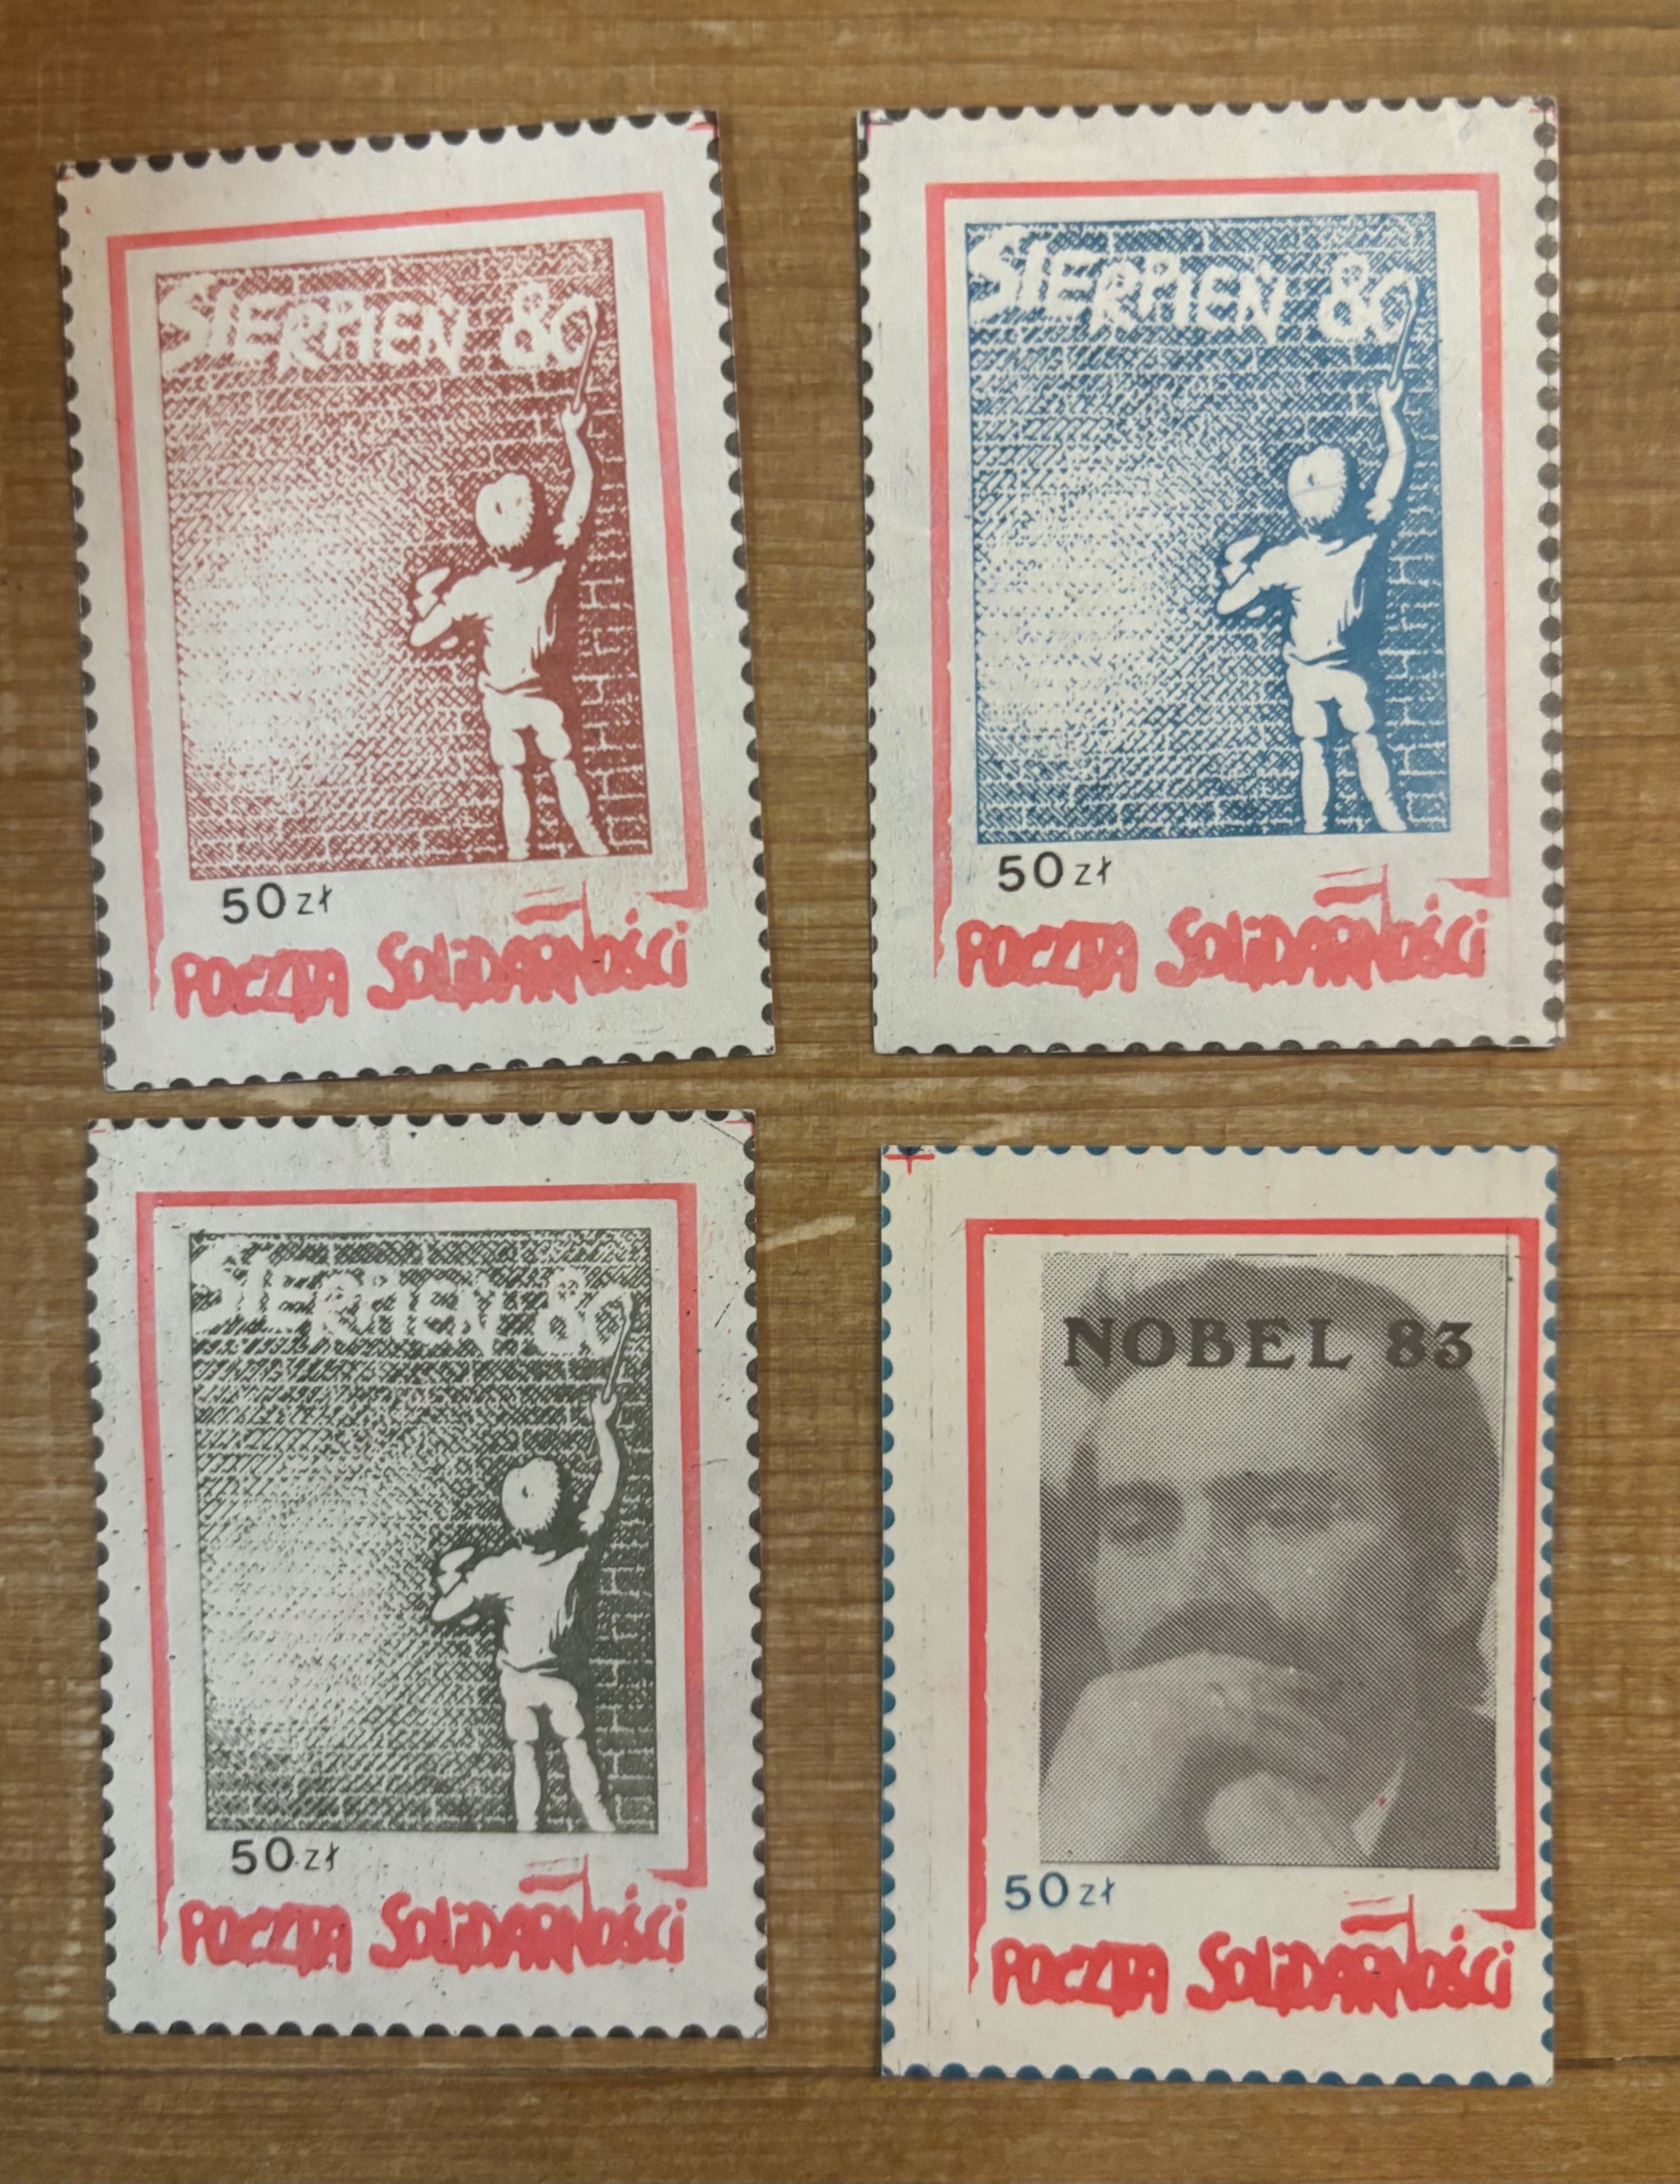 SIERPIEŃ 80
50 zł
POCZTA SOLIDARNOŚCI
SIERPIEŃ 80
50 zł
POCZTA SOLIDARNOŚCI
SIERPIEŃ 80
50 zł
POCZTA SOLIDARNOŚCI
NOBEL 83
50 zł
POCZTA SOLIDARNOŚCI